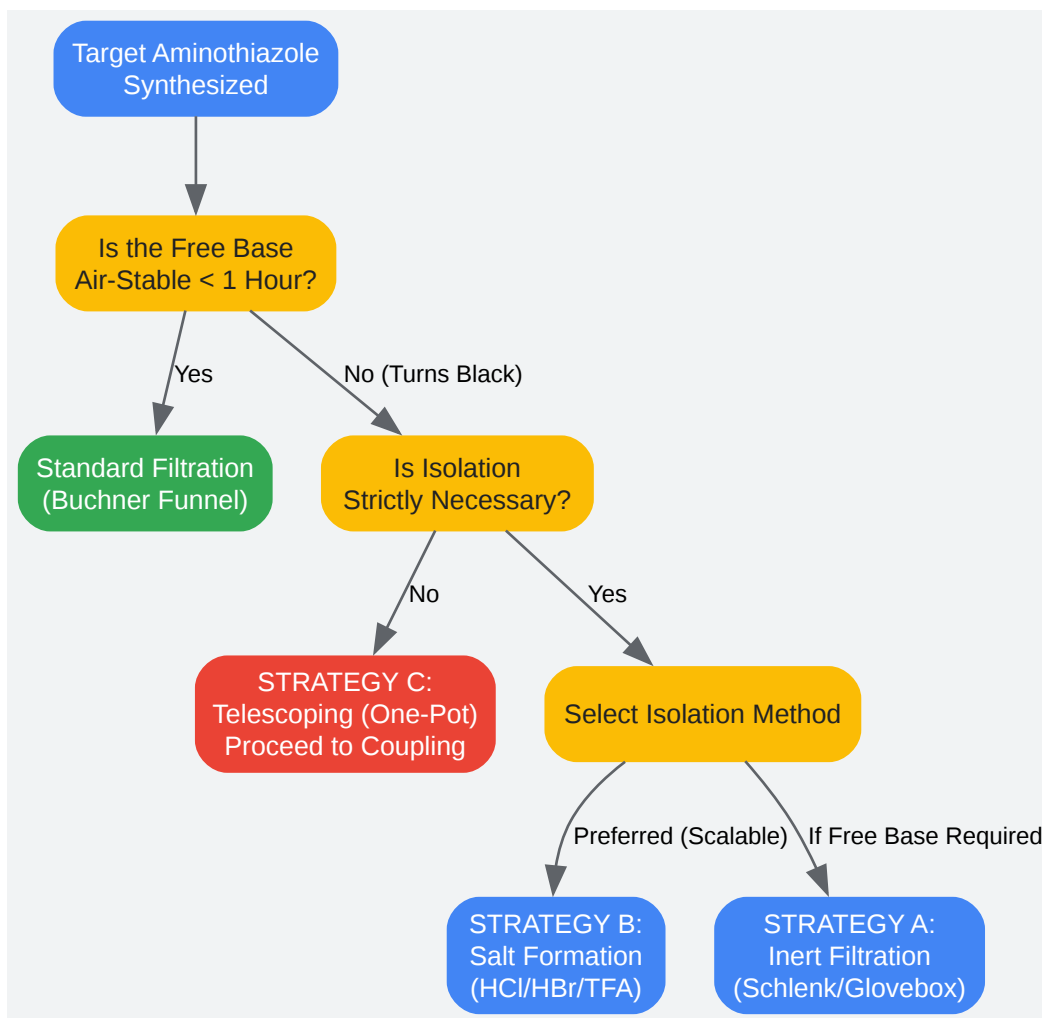 Target Aminothiazole
Synthesized
Is the Free Base
Air-Stable < 1 Hour?
Yes
No (Turns Black)
Standard Filtration
(Buchner Funnel)
Is Isolation
Strictly Necessary?
No
Yes
STRATEGY C:
Telescoping (One-Pot)
Proceed to Coupling
Select Isolation Method
Preferred (Scalable)
If Free Base Required
STRATEGY B:
Salt Formation
(HCl/HBr/TFA)
STRATEGY A:
Inert Filtration
(Schlenk/Glovebox)